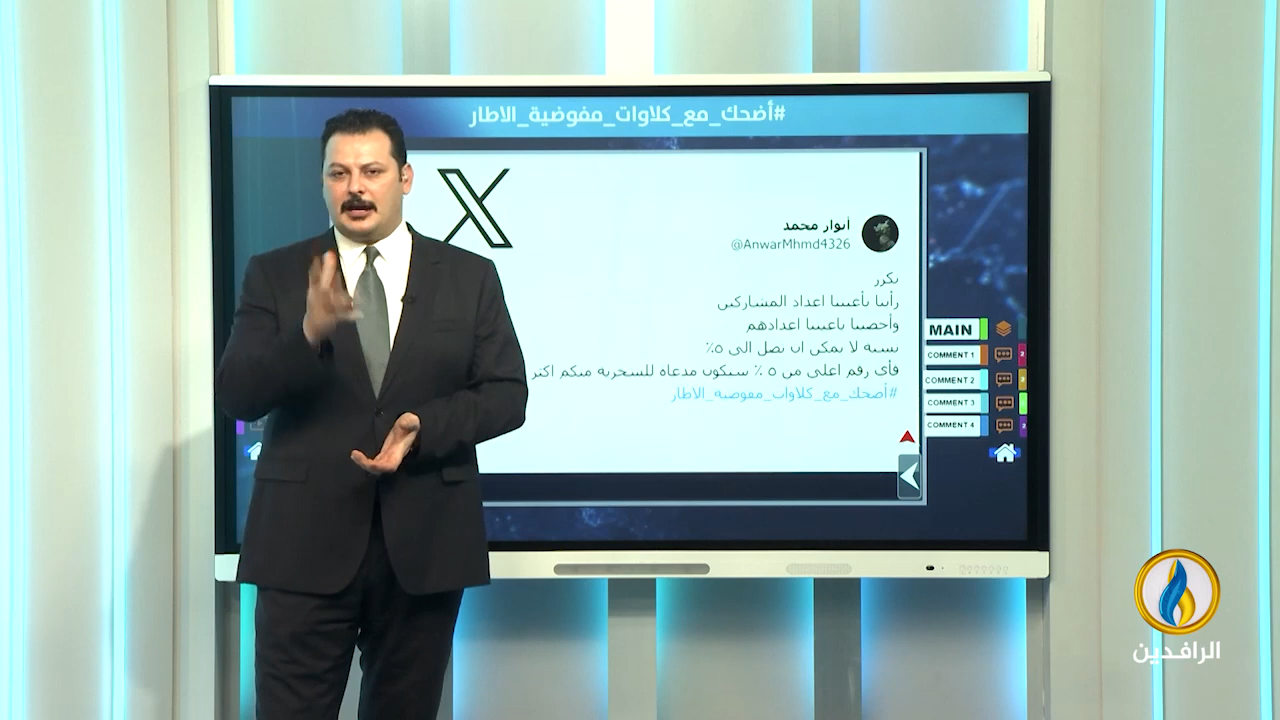 #أضحك_مع_كلاوات_مفوضية_الاطار
X
أنوار محمد
@AnwarMhmd4326
نكرر
رأينا بأعيننا اعداد المشاركين
وأحصينا باعيننا اعدادهم
نسبة لا يمكن ان تصل الى ٥٪
فأي رقم اعلى من ٥ ٪ سيكون مدعاة للسخرية منكم اكثر
#أضحك_مع_كلاوات_مفوضية_الاطار
MAIN
COMMENT 1
COMMENT 2
COMMENT 3
COMMENT 4
الرافدين